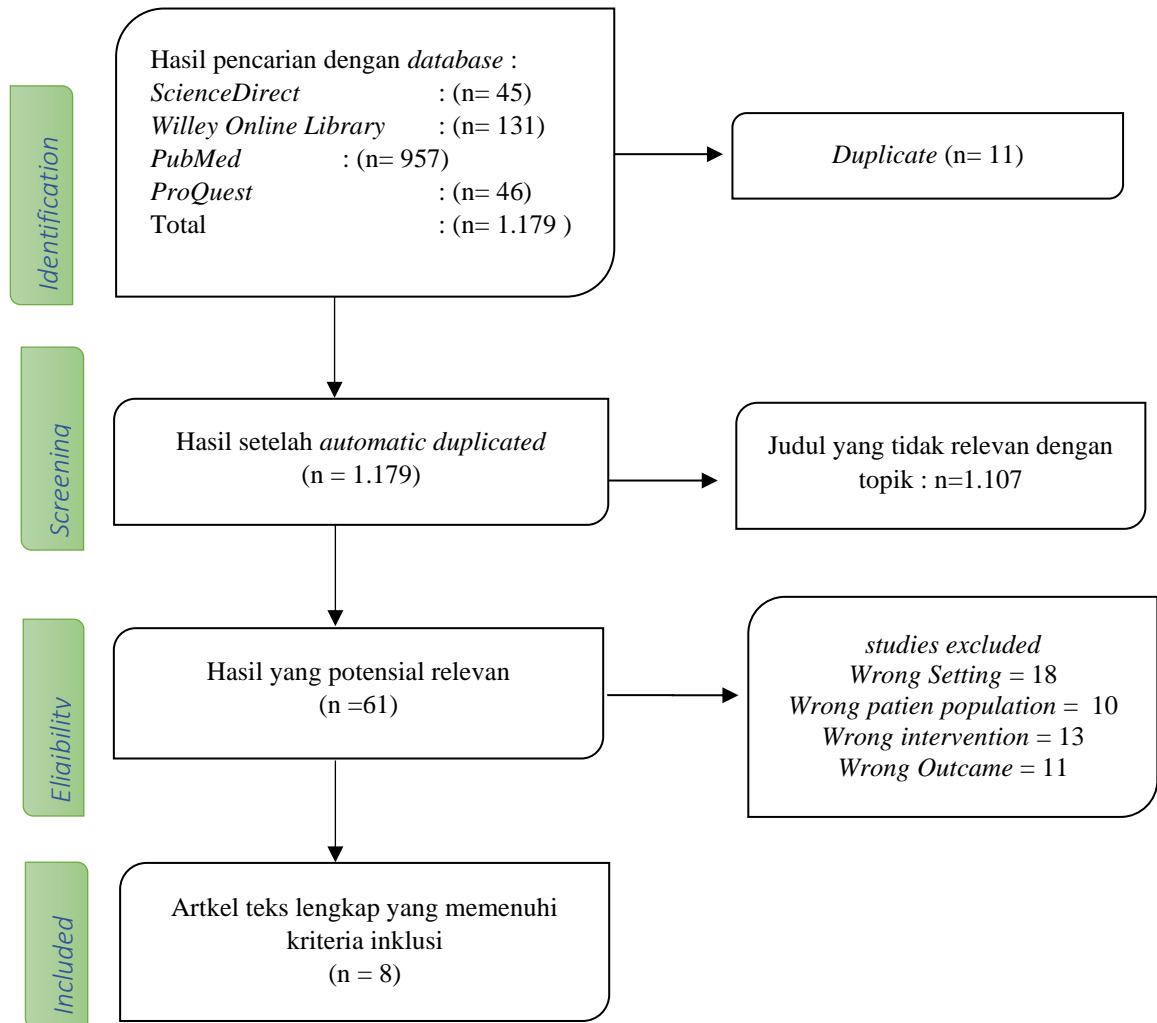 Identification
Hasil pencarian dengan database :
ScienceDirect : (n= 45)
Willey Online Library : (n= 131)
PubMed : (n= 957)
ProQuest : (n= 46)
Total : (n= 1.179 )
Duplicate (n= 11)
Screening
Hasil setelah automatic duplicated
(n = 1.179)
Judul yang tidak relevan dengan
topik : n=1.107
Eligibility
Hasil yang potensial relevan
(n =61)
studies excluded
Wrong Setting = 18
Wrong patien population = 10
Wrong intervention = 13
Wrong Outcame = 11
Included
Artkel teks lengkap yang memenuhi
kriteria inklusi
(n = 8)